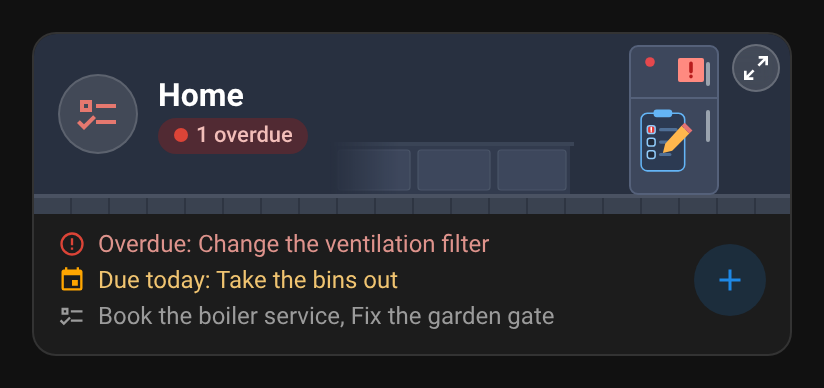 Home
1 overdue
Overdue: Change the ventilation filter
Due today: Take the bins out
Book the boiler service, Fix the garden gate